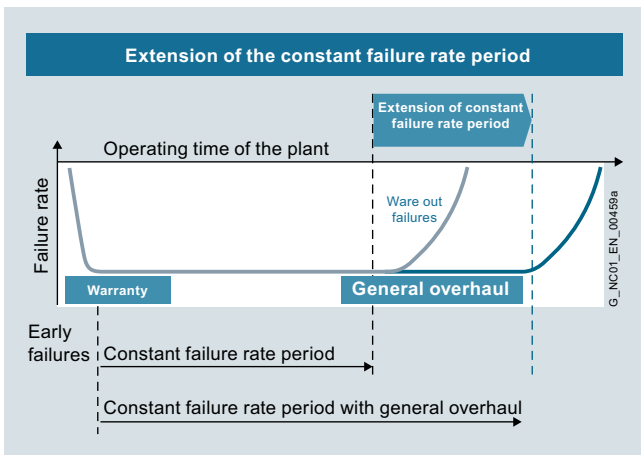 Extension of the constant failure rate period
Extension of constant
failure rate period
Operating time of the plant
Failure rate
Ware out
failures
G_NC01_EN_00459a
Warranty
General overhaul
Early
failures
Constant failure rate period
Constant failure rate period with general overhaul